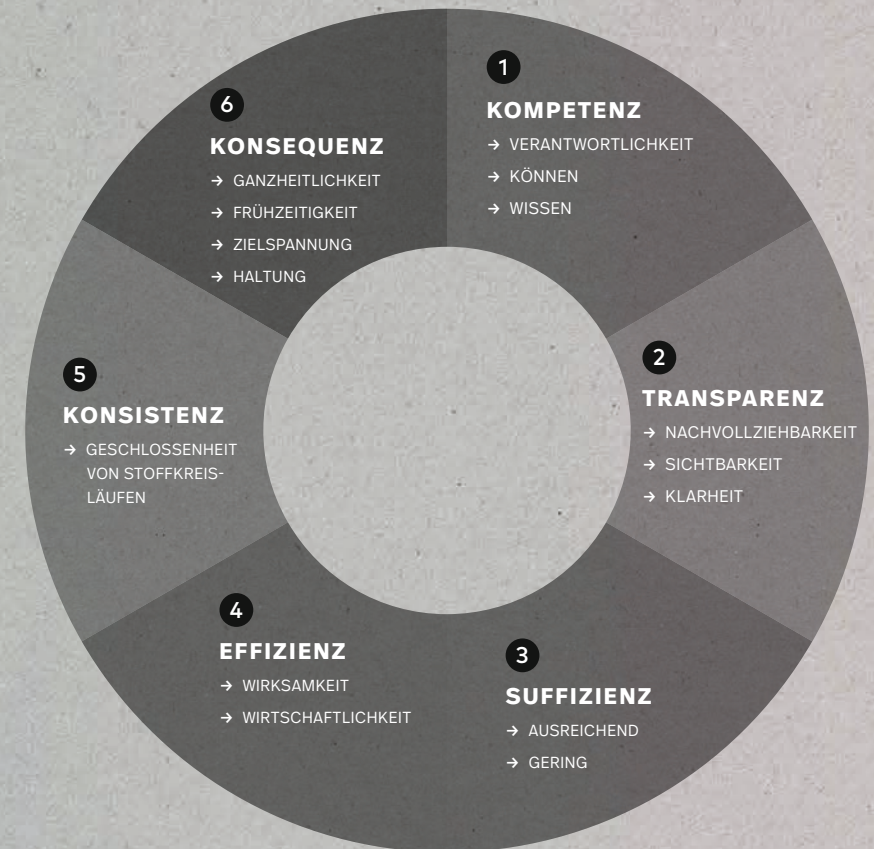 1
KOMPETENZ
→ VERANTWORTLICHKEIT
→ KÖNNEN
→ WISSEN
2
TRANSPARENZ
→ NACHVOLLZIEHBARKEIT
→ SICHTBARKEIT
→ KLARHEIT
3
SUFFIZIENZ
→ AUSREICHEND
→ GERING
4
EFFIZIENZ
→ WIRKSAMKEIT
→ WIRTSCHAFTLICHKEIT
5
KONSISTENZ
→ GESCHLOSSENHEIT
VON STOFFKREIS-
LÄUFEN
6
KONSEQUENZ
→ GANZHEITLICHKEIT
→ FRÜHZEITIGKEIT
→ ZIELSPANNUNG
→ HALTUNG